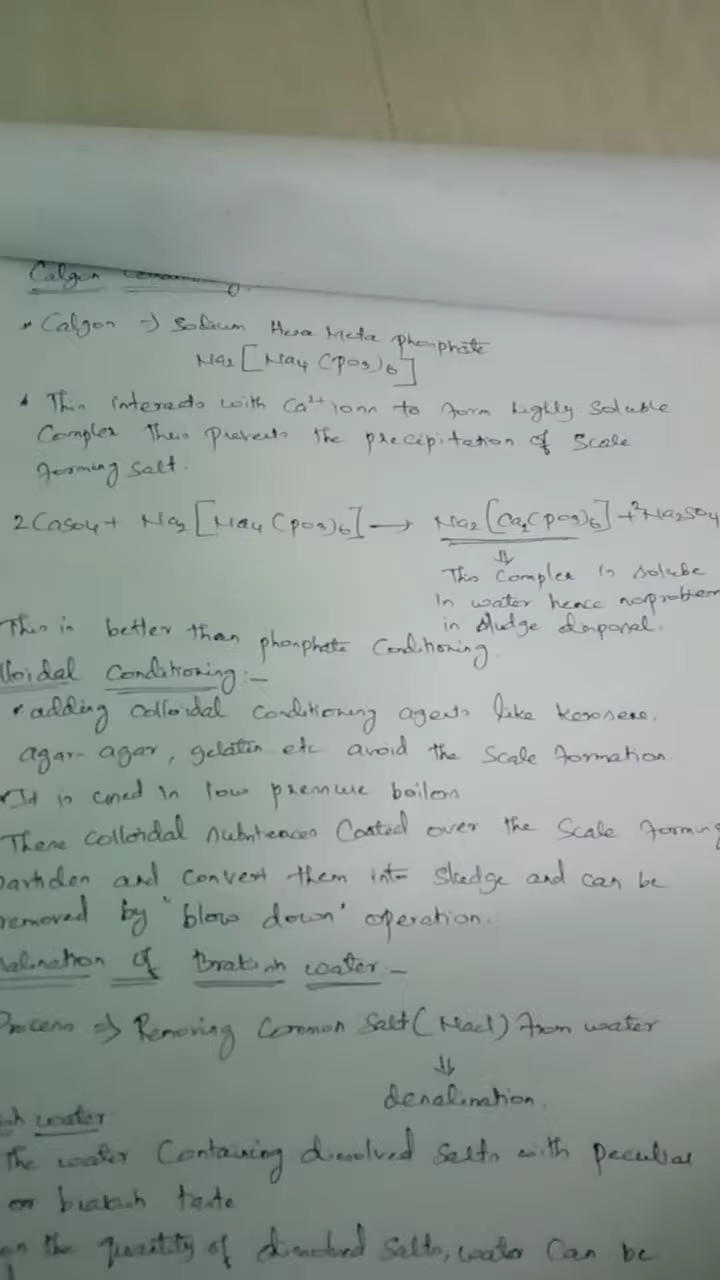 Calgon
• Calgon → Sodium Hexa Meta phosphate
Na2 [Na4 (PO3)6]
• This interacts with Ca2+ ions to form highly soluble
Complex Thus prevents the precipitation of Scale
forming salt.
2CaSO4 + Na2 [Na4 (PO3)6] → Na2 [Ca2(PO3)6] + 2Na2SO4
⇓
This Complex is soluble
In water hence no problem
in sludge disposal.
This is better than phosphate Conditioning.
lloidal Conditioning:-
• adding colloidal conditioning agents like kerosene,
agar-agar, gelatin etc avoid the scale formation.
It is used in low pressure boilers
These colloidal substances Coated over the scale forming
particles and convert them into sludge and can be
removed by "blow down" operation.
alination of Brakish water -
Process ⇒ Removing Common Salt (Nacl) from water
⇓
desalination.
sh water
The water Containing dissolved salts with peculiar
or brakish taste
on the quantity of dissolved salts, water can be